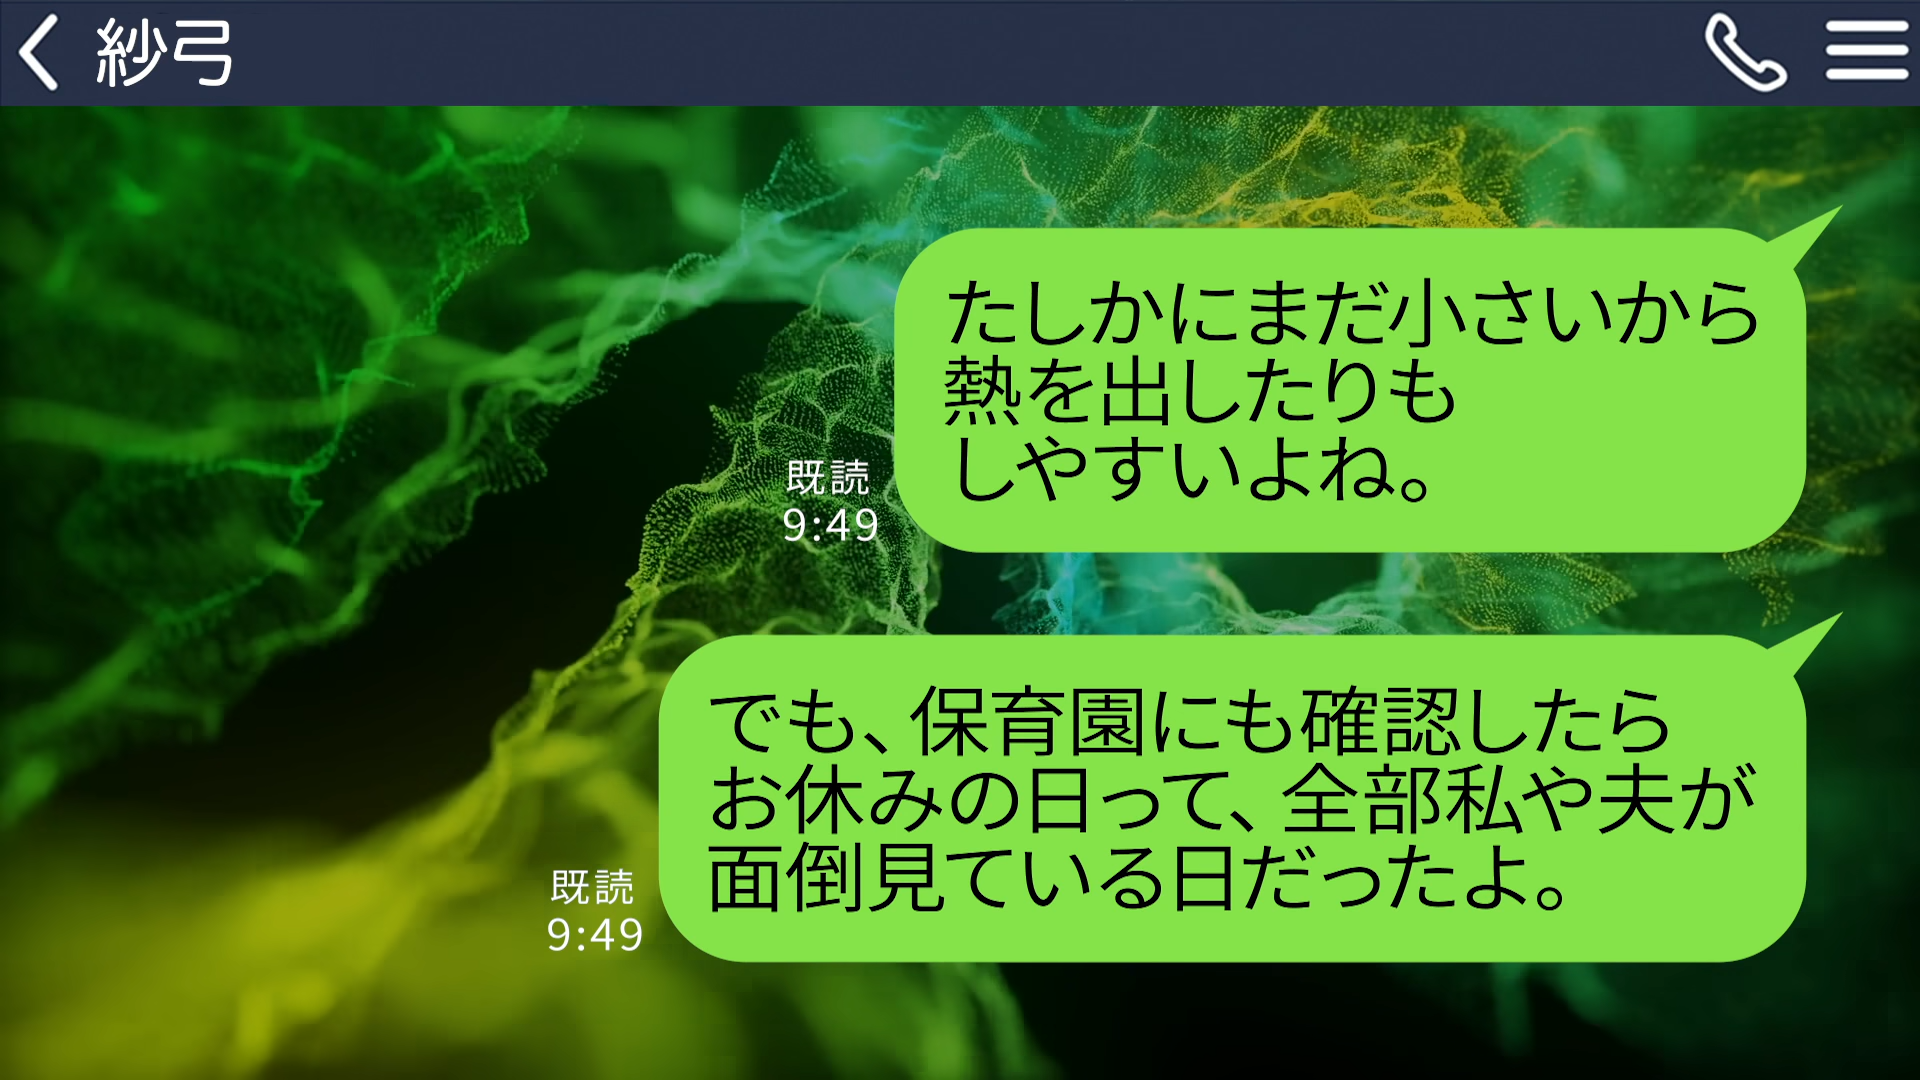 紗弓
たしかにまだ小さいから
熱を出したりも
しやすいよね。
既読
9:49
でも、保育園にも確認したら
お休みの日って、全部私や夫が
面倒見ている日だったよ。
既読
9:49